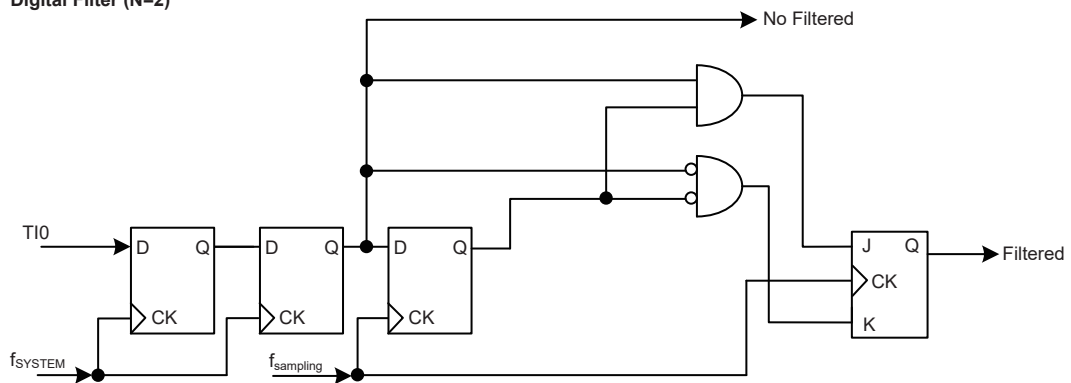 Digital Filter (N=2)
No Filtered
TI0
D Q D Q D Q
J Q
Filtered
CK CK CK
CK
K
fSYSTEM
fsampling